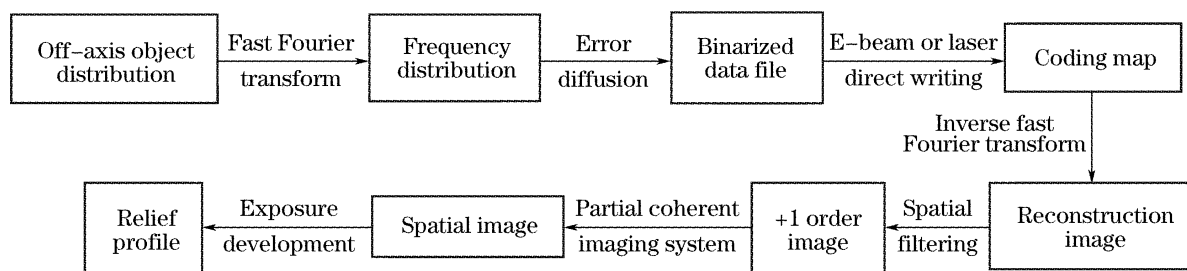 Off-axis object
distribution
Fast Fourier
transform
Frequency
distribution
Error
diffusion
Binarized
data file
E-beam or laser
direct writing
Coding map
Inverse fast
Fourier transform
Reconstruction
image
Spatial
filtering
+1 order
image
Partial coherent
imaging system
Spatial image
Exposure
development
Relief
profile